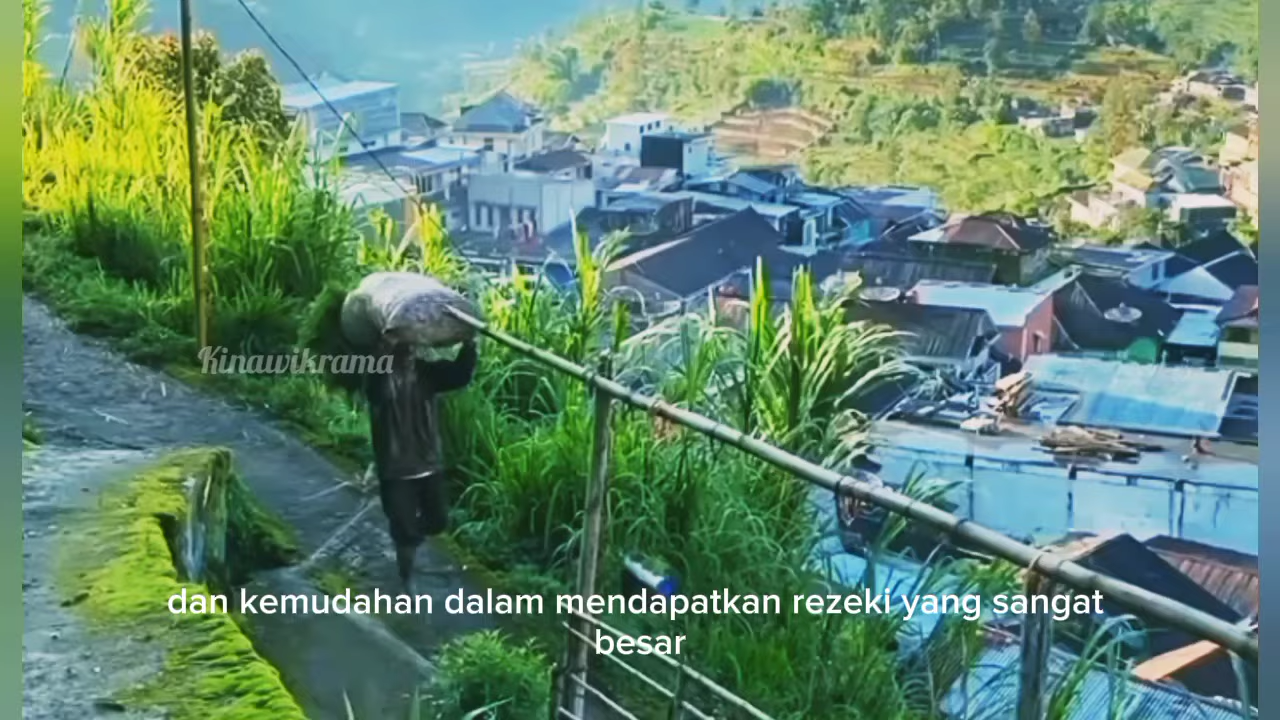 Kinawikrama
dan kemudahan dalam mendapatkan rezeki yang sangat
besar